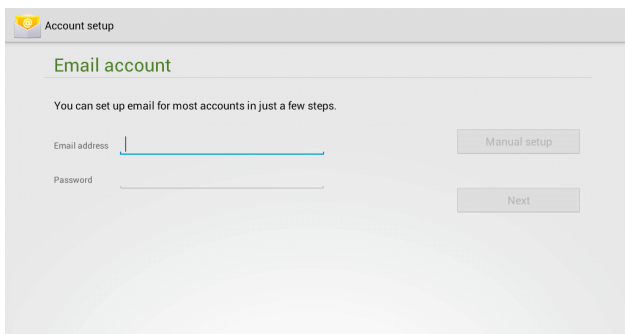 Account setup
Email account
You can set up email for most accounts in just a few steps.
Email address
Manual setup
Password
Next